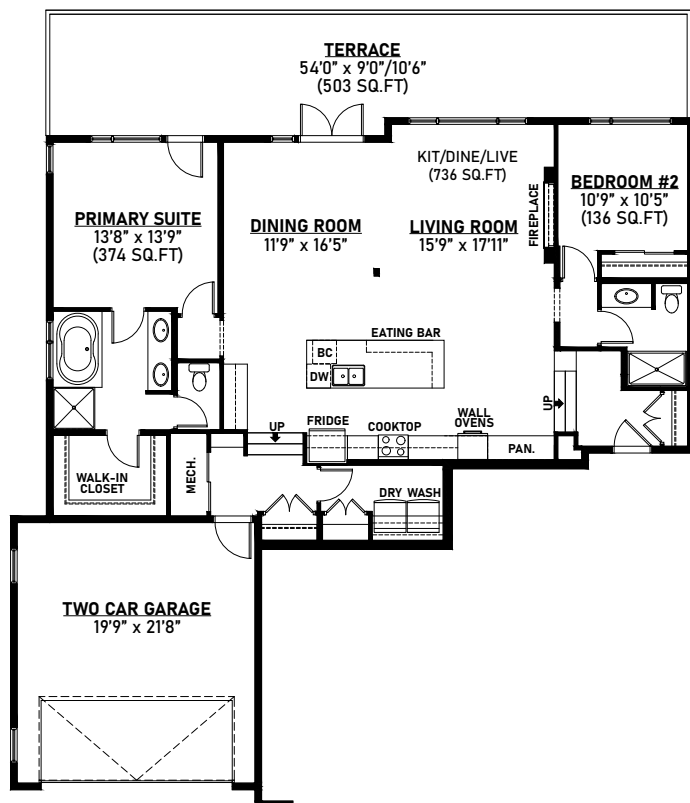 TERRACE
54'0" x 9'0"/10'6"
(503 SQ.FT)
KIT/DINE/LIVE
(736 SQ.FT)
PRIMARY SUITE
13'8" x 13'9"
(374 SQ.FT)
DINING ROOM
11'9" x 16'5"
LIVING ROOM
15'9" x 17'11"
FIREPLACE
BEDROOM #2
10'9" x 10'5"
(136 SQ.FT)
EATING BAR
BC
DW
UP
FRIDGE
COOKTOP
WALL
OVENS
PAN.
UP
WALK-IN
CLOSET
MECH.
DRY WASH
TWO CAR GARAGE
19'9" x 21'8"